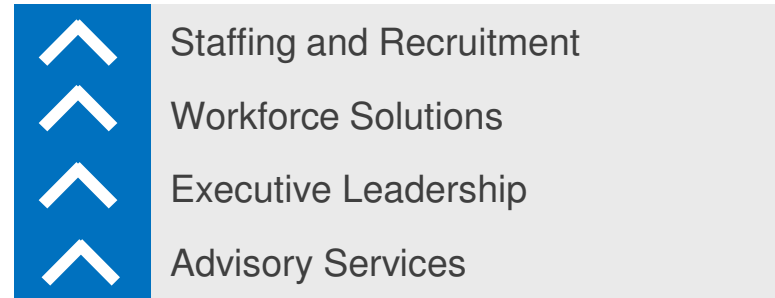 Staffing and Recruitment
Workforce Solutions
Executive Leadership
Advisory Services